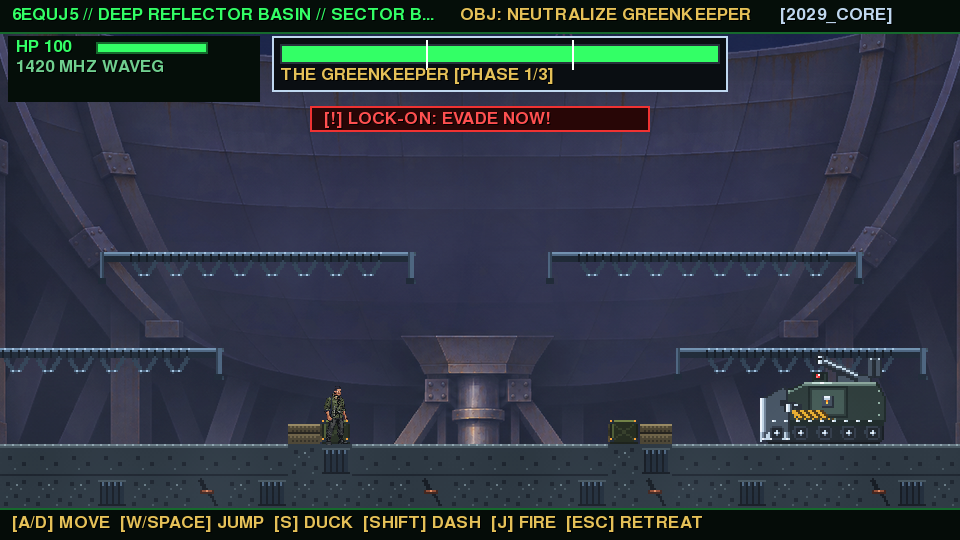 6EQUJ5 // DEEP REFLECTOR BASIN // SECTOR B... OBJ: NEUTRALIZE GREENKEEPER [2029_CORE]
HP 100
1420 MHZ WAVEG
THE GREENKEEPER [PHASE 1/3]
[!] LOCK-ON: EVADE NOW!
[A/D] MOVE [W/SPACE] JUMP [S] DUCK [SHIFT] DASH [J] FIRE [ESC] RETREAT